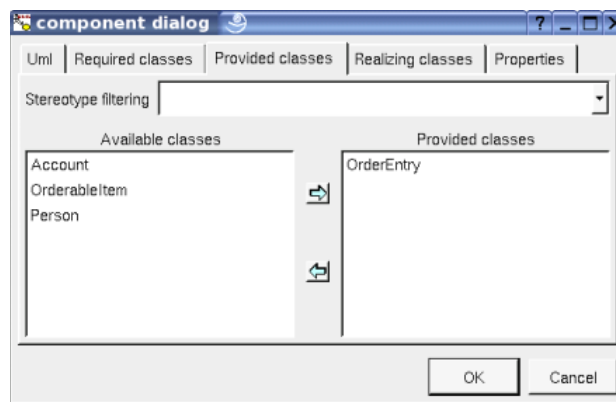 component dialog
Uml Required classes Provided classes Realizing classes Properties
Stereotype filtering
Available classes Provided classes
Account OrderEntry
OrderableItem
Person
OK Cancel